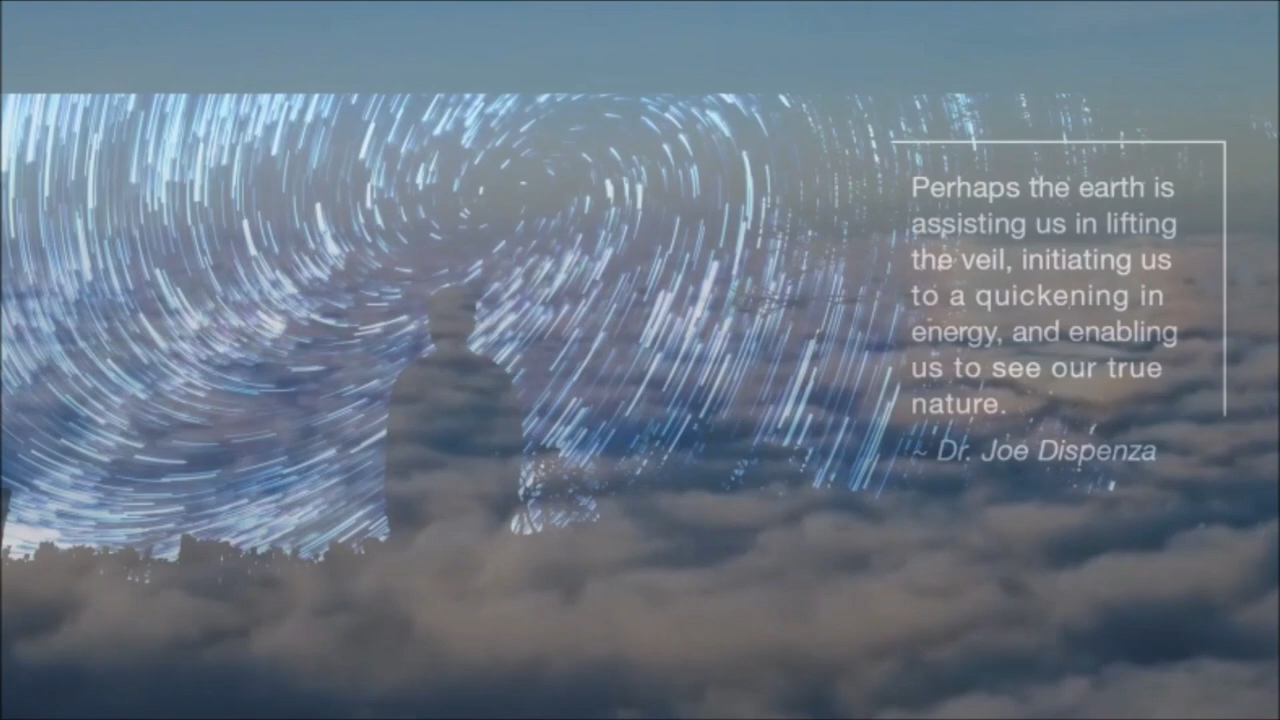 Perhaps the earth is
assisting us in lifting
the veil, initiating us
to a quickening in
energy, and enabling
us to see our true
nature.
~ Dr. Joe Dispenza